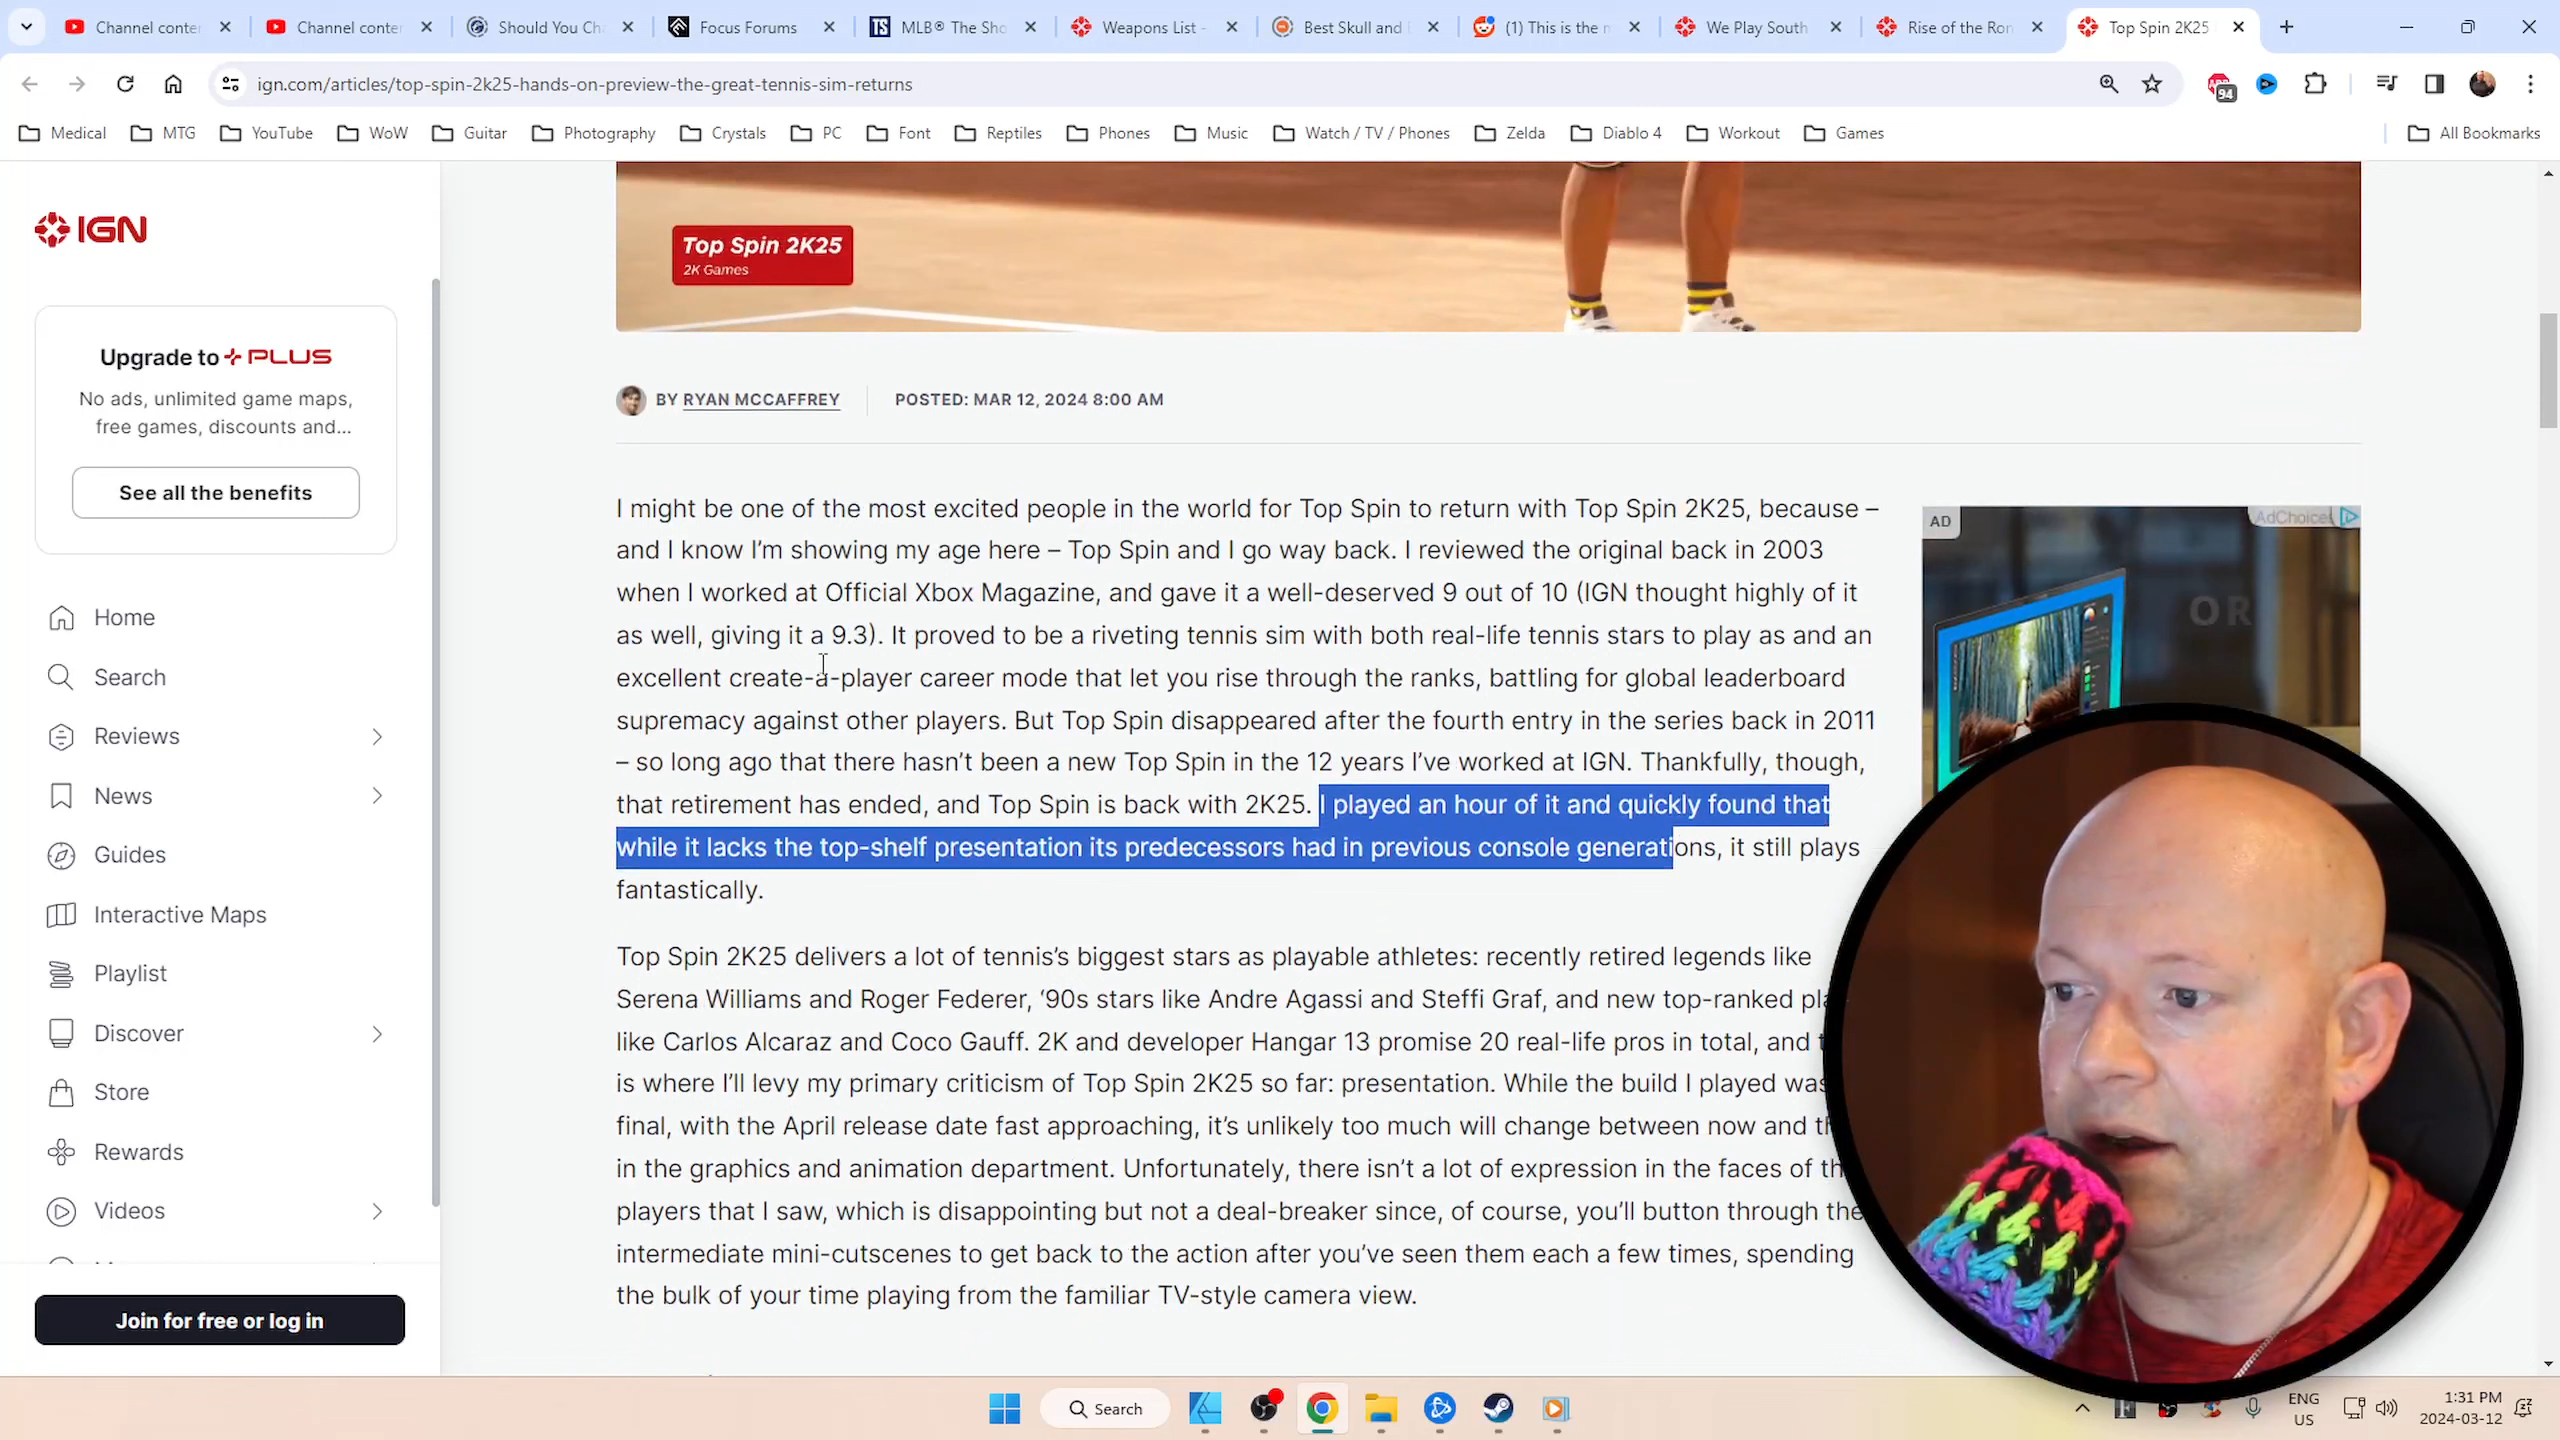 Channel conter
Channel conter
Should You Ch
Focus Forums
MLB® The Sho
Weapons List -
Best Skull and
(1) This is the m
We Play South
Rise of the Ron
Top Spin 2K25
ign.com/articles/top-spin-2k25-hands-on-preview-the-great-tennis-sim-returns
94
Medical
MTG
YouTube
WoW
Guitar
Photography
Crystals
PC
Font
Reptiles
Phones
Music
Watch / TV / Phones
Zelda
Diablo 4
Workout
Games
All Bookmarks
IGN
Upgrade to PLUS
No ads, unlimited game maps,
free games, discounts and...
See all the benefits
Home
Search
Reviews
News
Guides
Interactive Maps
Playlist
Discover
Store
Rewards
Videos
Join for free or log in
Top Spin 2K25
2K Games
BY RYAN MCCAFFREY
POSTED: MAR 12, 2024 8:00 AM
I might be one of the most excited people in the world for Top Spin to return with Top Spin 2K25, because –
and I know I'm showing my age here – Top Spin and I go way back. I reviewed the original back in 2003
when I worked at Official Xbox Magazine, and gave it a well-deserved 9 out of 10 (IGN thought highly of it
as well, giving it a 9.3). It proved to be a riveting tennis sim with both real-life tennis stars to play as and an
excellent create-a-player career mode that let you rise through the ranks, battling for global leaderboard
supremacy against other players. But Top Spin disappeared after the fourth entry in the series back in 2011
– so long ago that there hasn't been a new Top Spin in the 12 years I've worked at IGN. Thankfully, though,
that retirement has ended, and Top Spin is back with 2K25. I played an hour of it and quickly found that
while it lacks the top-shelf presentation its predecessors had in previous console generations, it still plays
fantastically.
Top Spin 2K25 delivers a lot of tennis's biggest stars as playable athletes: recently retired legends like
Serena Williams and Roger Federer, '90s stars like Andre Agassi and Steffi Graf, and new top-ranked
like Carlos Alcaraz and Coco Gauff. 2K and developer Hangar 13 promise 20 real-life pros in total, and
is where I'll levy my primary criticism of Top Spin 2K25 so far: presentation. While the build I played was
final, with the April release date fast approaching, it's unlikely too much will change between now and
in the graphics and animation department. Unfortunately, there isn't a lot of expression in the faces of
players that I saw, which is disappointing but not a deal-breaker since, of course, you'll button through the
intermediate mini-cutscenes to get back to the action after you've seen them each a few times, spending
the bulk of your time playing from the familiar TV-style camera view.
AD
AdChoices
OR
Search
ENG
US
1:31 PM
2024-03-12